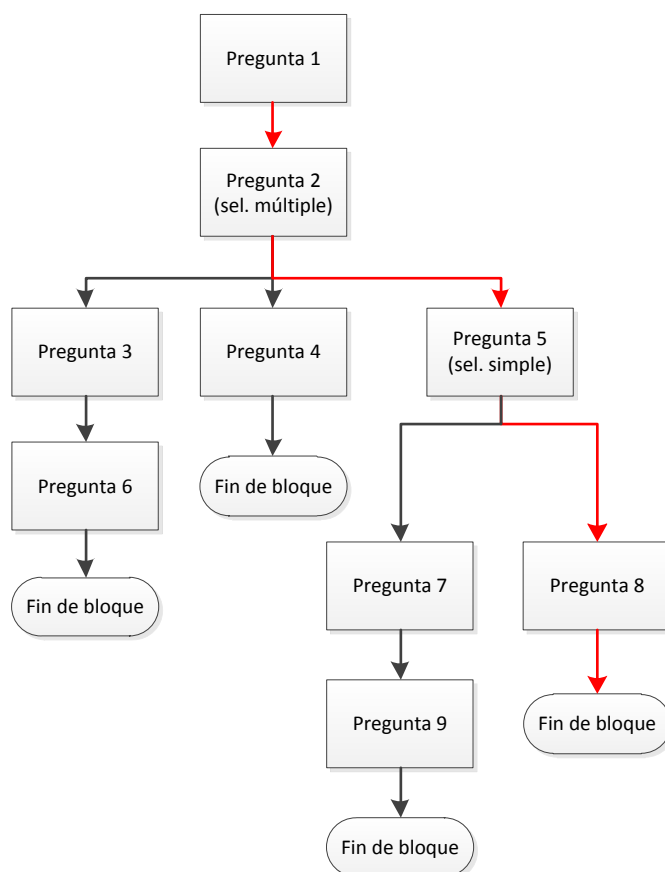 Pregunta 1
Pregunta 2
(sel. múltiple)
Pregunta 3
Pregunta 4
Pregunta 5
(sel. simple)
Pregunta 6
Fin de bloque
Fin de bloque
Pregunta 7
Pregunta 8
Pregunta 9
Fin de bloque
Fin de bloque